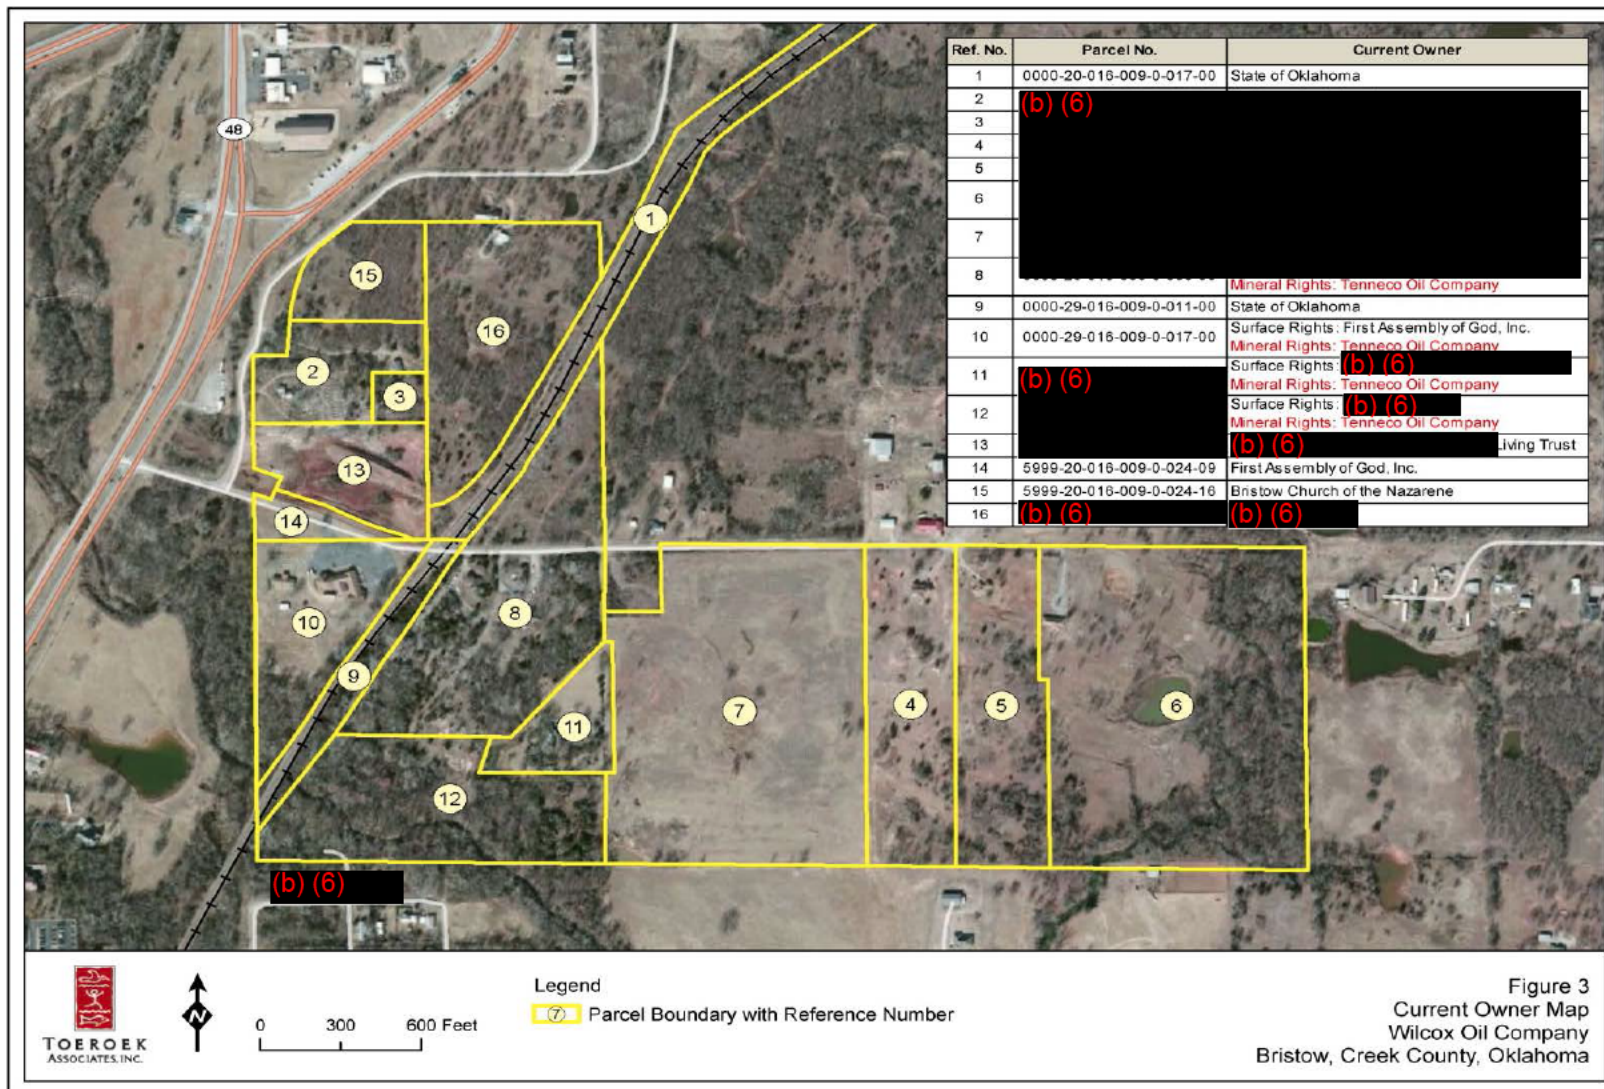 Ref. No. Parcel No. Current Owner
1 0000-20-016-009-0-017-00 State of Oklahoma
2 (b) (6)
3
4
5
6
7
8
Mineral Rights: Tenneco Oil Company
9 0000-29-016-009-0-011-00 State of Oklahoma
10 0000-29-016-009-0-017-00 Surface Rights: First Assembly of God, Inc.
Mineral Rights: Tenneco Oil Company
11 (b) (6) Surface Rights: (b) (6)
Mineral Rights: Tenneco Oil Company
12 Surface Rights: (b) (6)
Mineral Rights: Tenneco Oil Company
13 (b) (6) Living Trust
14 5999-20-016-009-0-024-09 First Assembly of God, Inc.
15 5999-20-016-009-0-024-16 Bristow Church of the Nazarene
16 (b) (6) (b) (6)
48
1
15
16
2
3
13
14
10
8
9
11
7
4
5
6
12
(b) (6)
TOEROEK
ASSOCIATES, INC.
N
0 300 600 Feet
Legend
7 Parcel Boundary with Reference Number
Figure 3
Current Owner Map
Wilcox Oil Company
Bristow, Creek County, Oklahoma